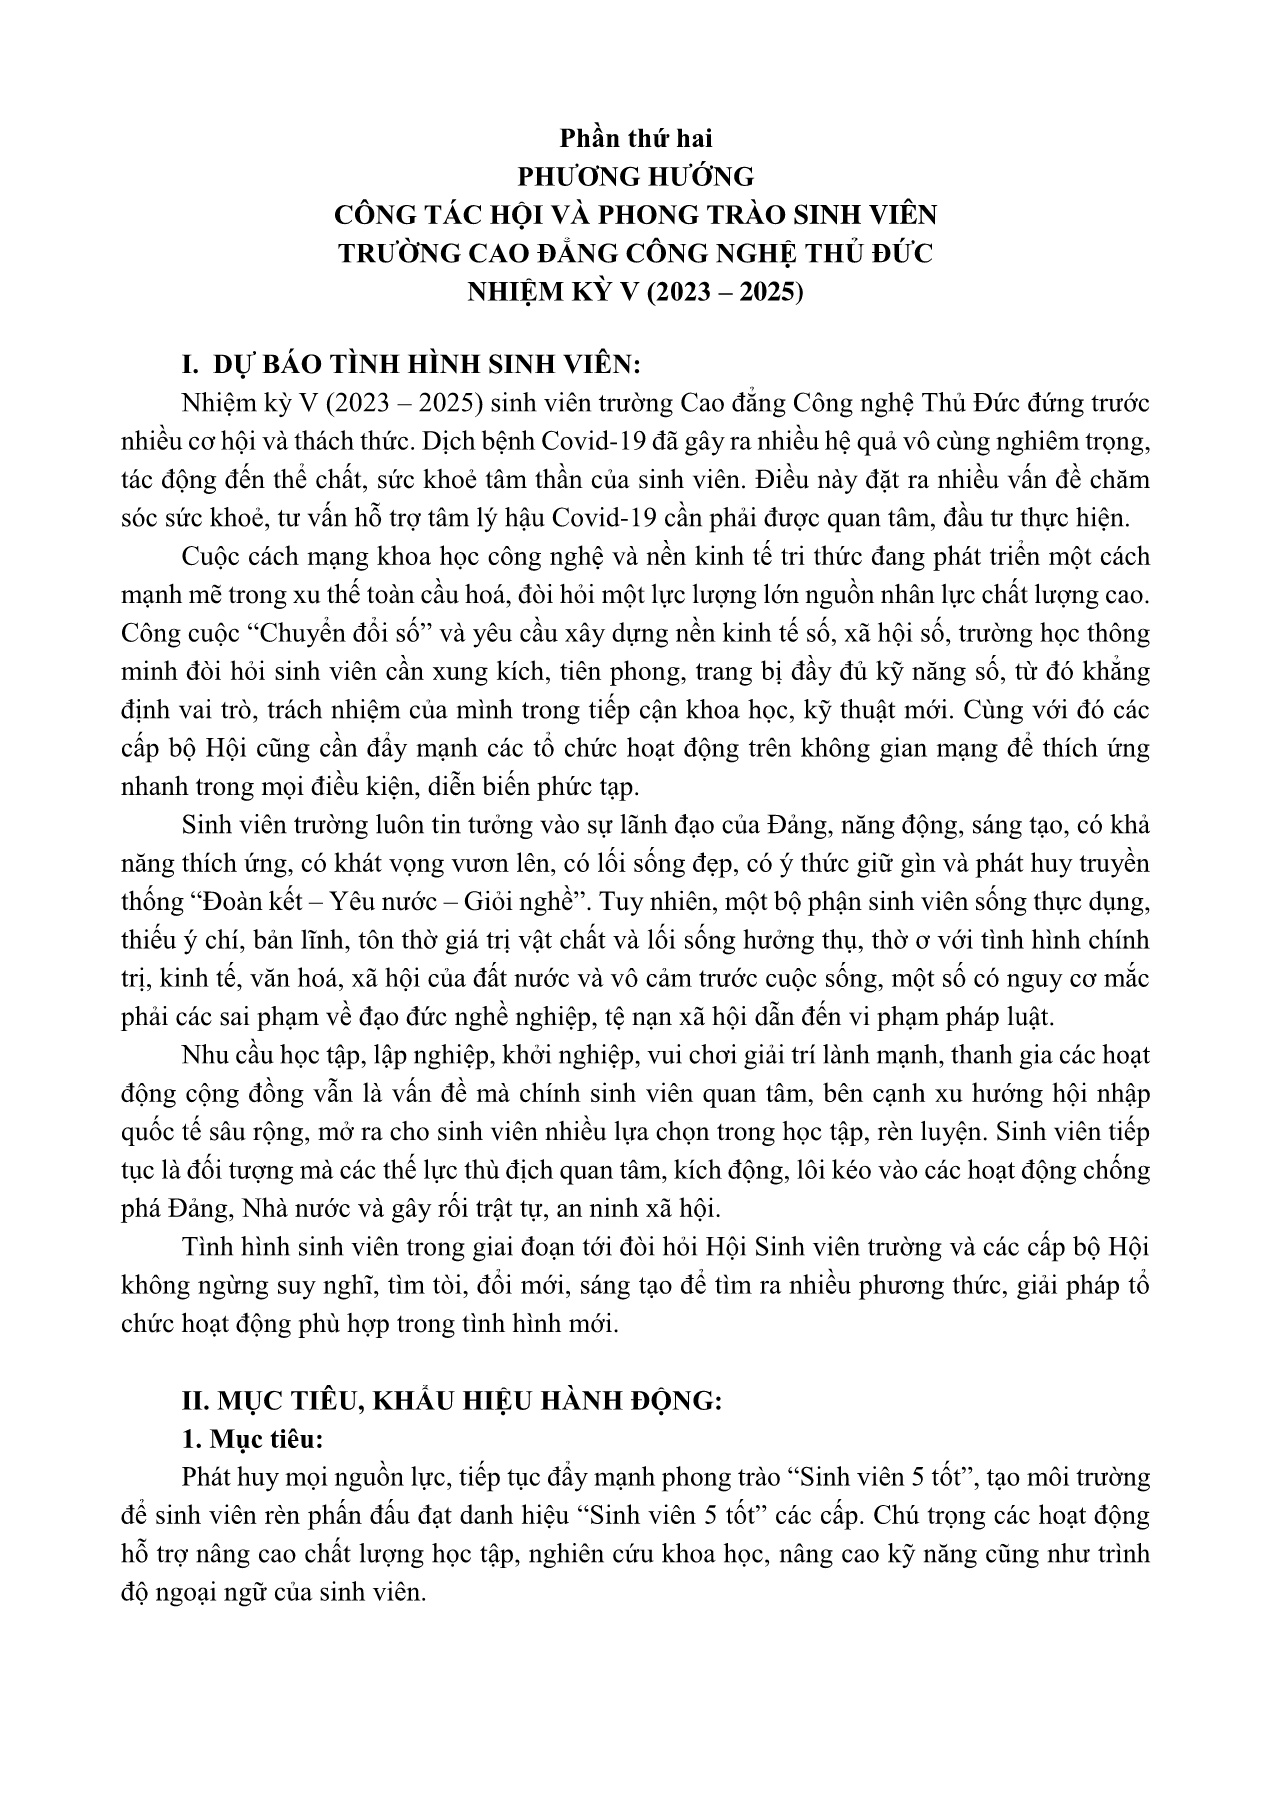 Phần thứ hai
PHƯƠNG HƯỚNG
CÔNG TÁC HỘI VÀ PHONG TRÀO SINH VIÊN
TRƯỜNG CAO ĐẲNG CÔNG NGHỆ THỦ ĐỨC
NHIỆM KỲ V (2023 – 2025)
I. DỰ BÁO TÌNH HÌNH SINH VIÊN:
Nhiệm kỳ V (2023 – 2025) sinh viên trường Cao đẳng Công nghệ Thủ Đức đứng trước
nhiều cơ hội và thách thức. Dịch bệnh Covid-19 đã gây ra nhiều hệ quả vô cùng nghiêm trọng,
tác động đến thể chất, sức khoẻ tâm thần của sinh viên. Điều này đặt ra nhiều vấn đề chăm
sóc sức khoẻ, tư vấn hỗ trợ tâm lý hậu Covid-19 cần phải được quan tâm, đầu tư thực hiện.
Cuộc cách mạng khoa học công nghệ và nền kinh tế tri thức đang phát triển một cách
mạnh mẽ trong xu thế toàn cầu hoá, đòi hỏi một lực lượng lớn nguồn nhân lực chất lượng cao.
Công cuộc “Chuyển đổi số” và yêu cầu xây dựng nền kinh tế số, xã hội số, trường học thông
minh đòi hỏi sinh viên cần xung kích, tiên phong, trang bị đầy đủ kỹ năng số, từ đó khẳng
định vai trò, trách nhiệm của mình trong tiếp cận khoa học, kỹ thuật mới. Cùng với đó các
cấp bộ Hội cũng cần đẩy mạnh các tổ chức hoạt động trên không gian mạng để thích ứng
nhanh trong mọi điều kiện, diễn biến phức tạp.
Sinh viên trường luôn tin tưởng vào sự lãnh đạo của Đảng, năng động, sáng tạo, có khả
năng thích ứng, có khát vọng vươn lên, có lối sống đẹp, có ý thức giữ gìn và phát huy truyền
thống “Đoàn kết – Yêu nước – Giỏi nghề”. Tuy nhiên, một bộ phận sinh viên sống thực dụng,
thiếu ý chí, bản lĩnh, tôn thờ giá trị vật chất và lối sống hưởng thụ, thờ ơ với tình hình chính
trị, kinh tế, văn hoá, xã hội của đất nước và vô cảm trước cuộc sống, một số có nguy cơ mắc
phải các sai phạm về đạo đức nghề nghiệp, tệ nạn xã hội dẫn đến vi phạm pháp luật.
Nhu cầu học tập, lập nghiệp, khởi nghiệp, vui chơi giải trí lành mạnh, thanh gia các hoạt
động cộng đồng vẫn là vấn đề mà chính sinh viên quan tâm, bên cạnh xu hướng hội nhập
quốc tế sâu rộng, mở ra cho sinh viên nhiều lựa chọn trong học tập, rèn luyện. Sinh viên tiếp
tục là đối tượng mà các thế lực thù địch quan tâm, kích động, lôi kéo vào các hoạt động chống
phá Đảng, Nhà nước và gây rối trật tự, an ninh xã hội.
Tình hình sinh viên trong giai đoạn tới đòi hỏi Hội Sinh viên trường và các cấp bộ Hội
không ngừng suy nghĩ, tìm tòi, đổi mới, sáng tạo để tìm ra nhiều phương thức, giải pháp tổ
chức hoạt động phù hợp trong tình hình mới.
II. MỤC TIÊU, KHẨU HIỆU HÀNH ĐỘNG:
1. Mục tiêu:
Phát huy mọi nguồn lực, tiếp tục đẩy mạnh phong trào “Sinh viên 5 tốt”, tạo môi trường
để sinh viên rèn phấn đấu đạt danh hiệu “Sinh viên 5 tốt” các cấp. Chú trọng các hoạt động
hỗ trợ nâng cao chất lượng học tập, nghiên cứu khoa học, nâng cao kỹ năng cũng như trình
độ ngoại ngữ của sinh viên.